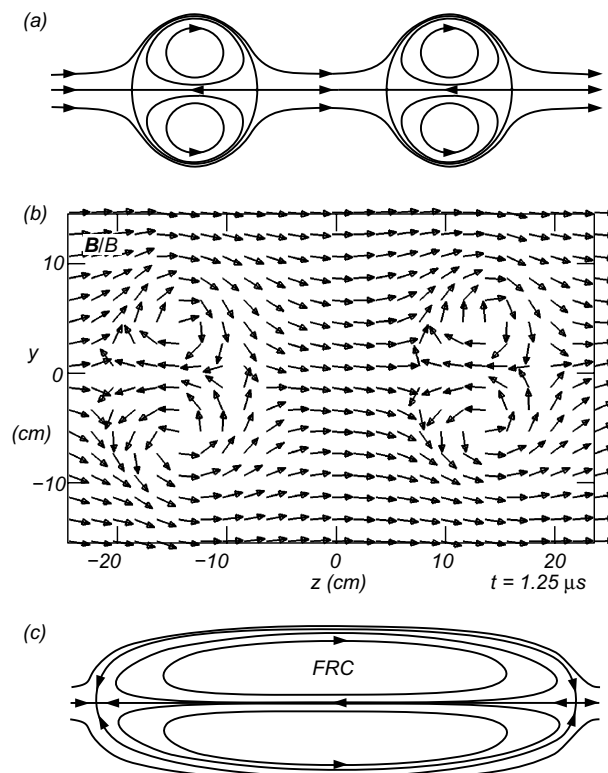 (a)
(b)
B/B
10
y
0
(cm)
−10
−20
−10
0
10
20
z (cm)
t = 1.25 μs
(c)
FRC